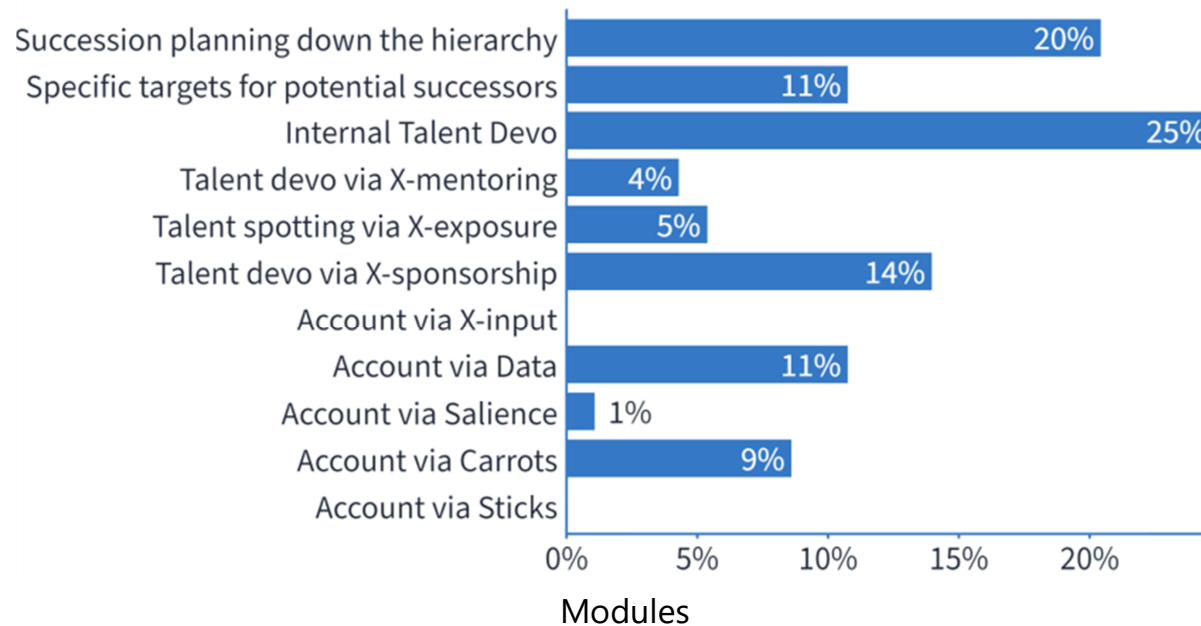 Succession planning down the hierarchy 20%
Specific targets for potential successors 11%
Internal Talent Devo 25%
Talent devo via X-mentoring 4%
Talent spotting via X-exposure 5%
Talent devo via X-sponsorship 14%
Account via X-input
Account via Data 11%
Account via Salience 1%
Account via Carrots 9%
Account via Sticks
0% 5% 10% 15% 20%
Modules